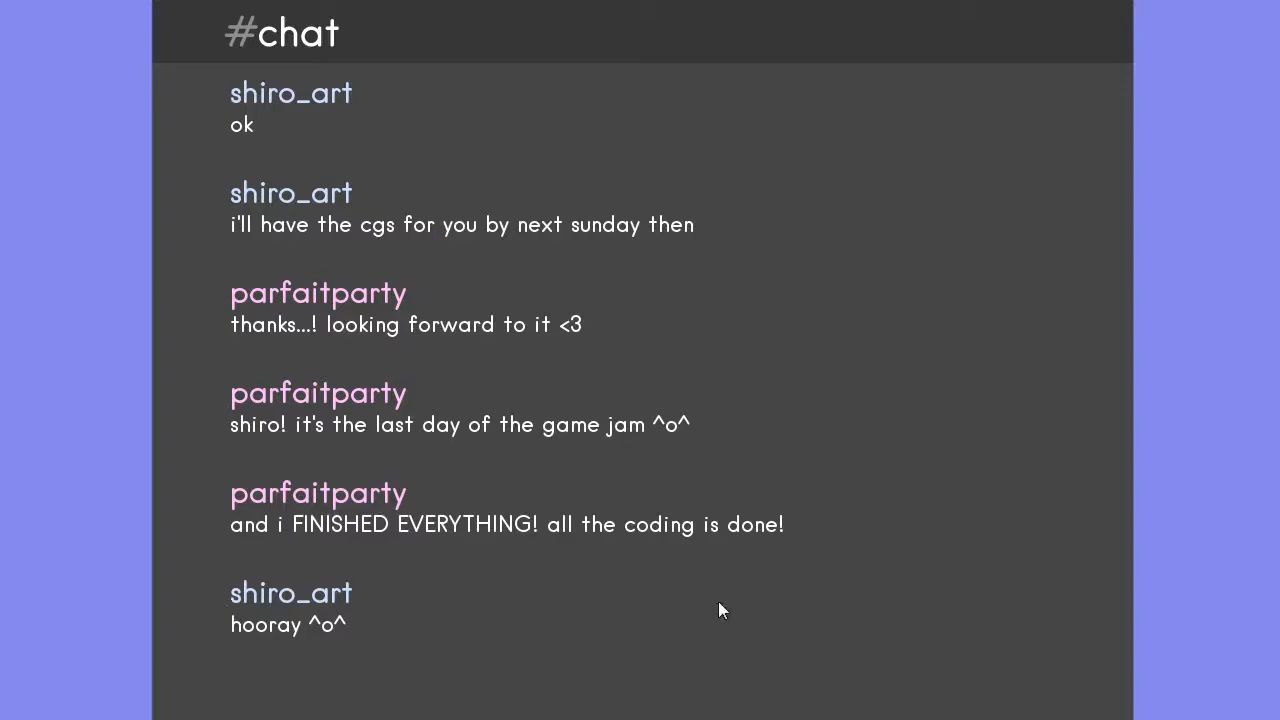 #chat
shiro_art
ok
shiro_art
i'll have the cgs for you by next sunday then
parfaitparty
thanks...! looking forward to it <3
parfaitparty
shiro! it's the last day of the game jam ^o^
parfaitparty
and i FINISHED EVERYTHING! all the coding is done!
shiro_art
hooray ^o^